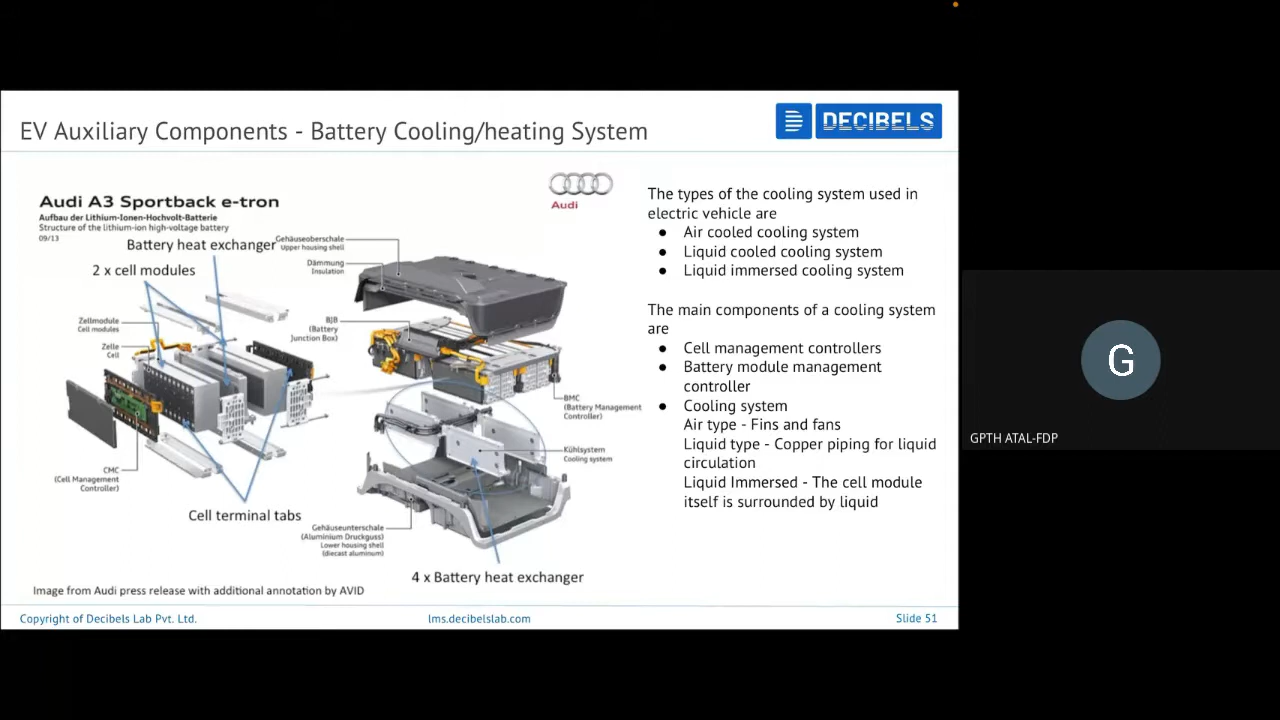 EV Auxiliary Components - Battery Cooling/heating System
DECIBELS
Audi
Audi A3 Sportback e-tron
Aufbau der Lithium-Ionen-Hochvolt-Batterie
Structure of the lithium-ion high-voltage battery
09/13
Battery heat exchanger
2 x cell modules
Gehäuseoberschale
Upper housing shell
Dämmung
Insulation
Zellmodule
Cell modules
Zelle
Cell
BJB
(Battery
Junction Box)
BMC
(Battery Management
Controller)
Kühlsystem
Cooling system
CMC
(Cell Management
Controller)
Cell terminal tabs
Gehäuseunterschale
(Aluminium Druckguss)
Lower housing shell
(diecast aluminum)
4 x Battery heat exchanger
Image from Audi press release with additional annotation by AVID
The types of the cooling system used in
electric vehicle are
● Air cooled cooling system
● Liquid cooled cooling system
● Liquid immersed cooling system
The main components of a cooling system
are
● Cell management controllers
● Battery module management
controller
● Cooling system
Air type - Fins and fans
Liquid type - Copper piping for liquid
circulation
Liquid Immersed - The cell module
itself is surrounded by liquid
Copyright of Decibels Lab Pvt. Ltd.
lms.decibelslab.com
Slide 51
G
GPTH ATAL-FDP